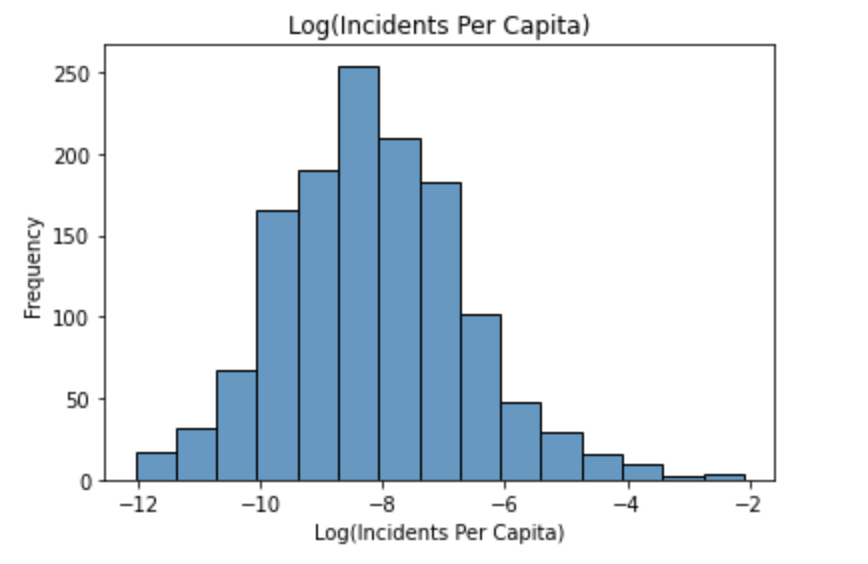 Log(Incidents Per Capita)
250
200
150
100
50
0
Frequency
−12 −10 −8 −6 −4 −2
Log(Incidents Per Capita)